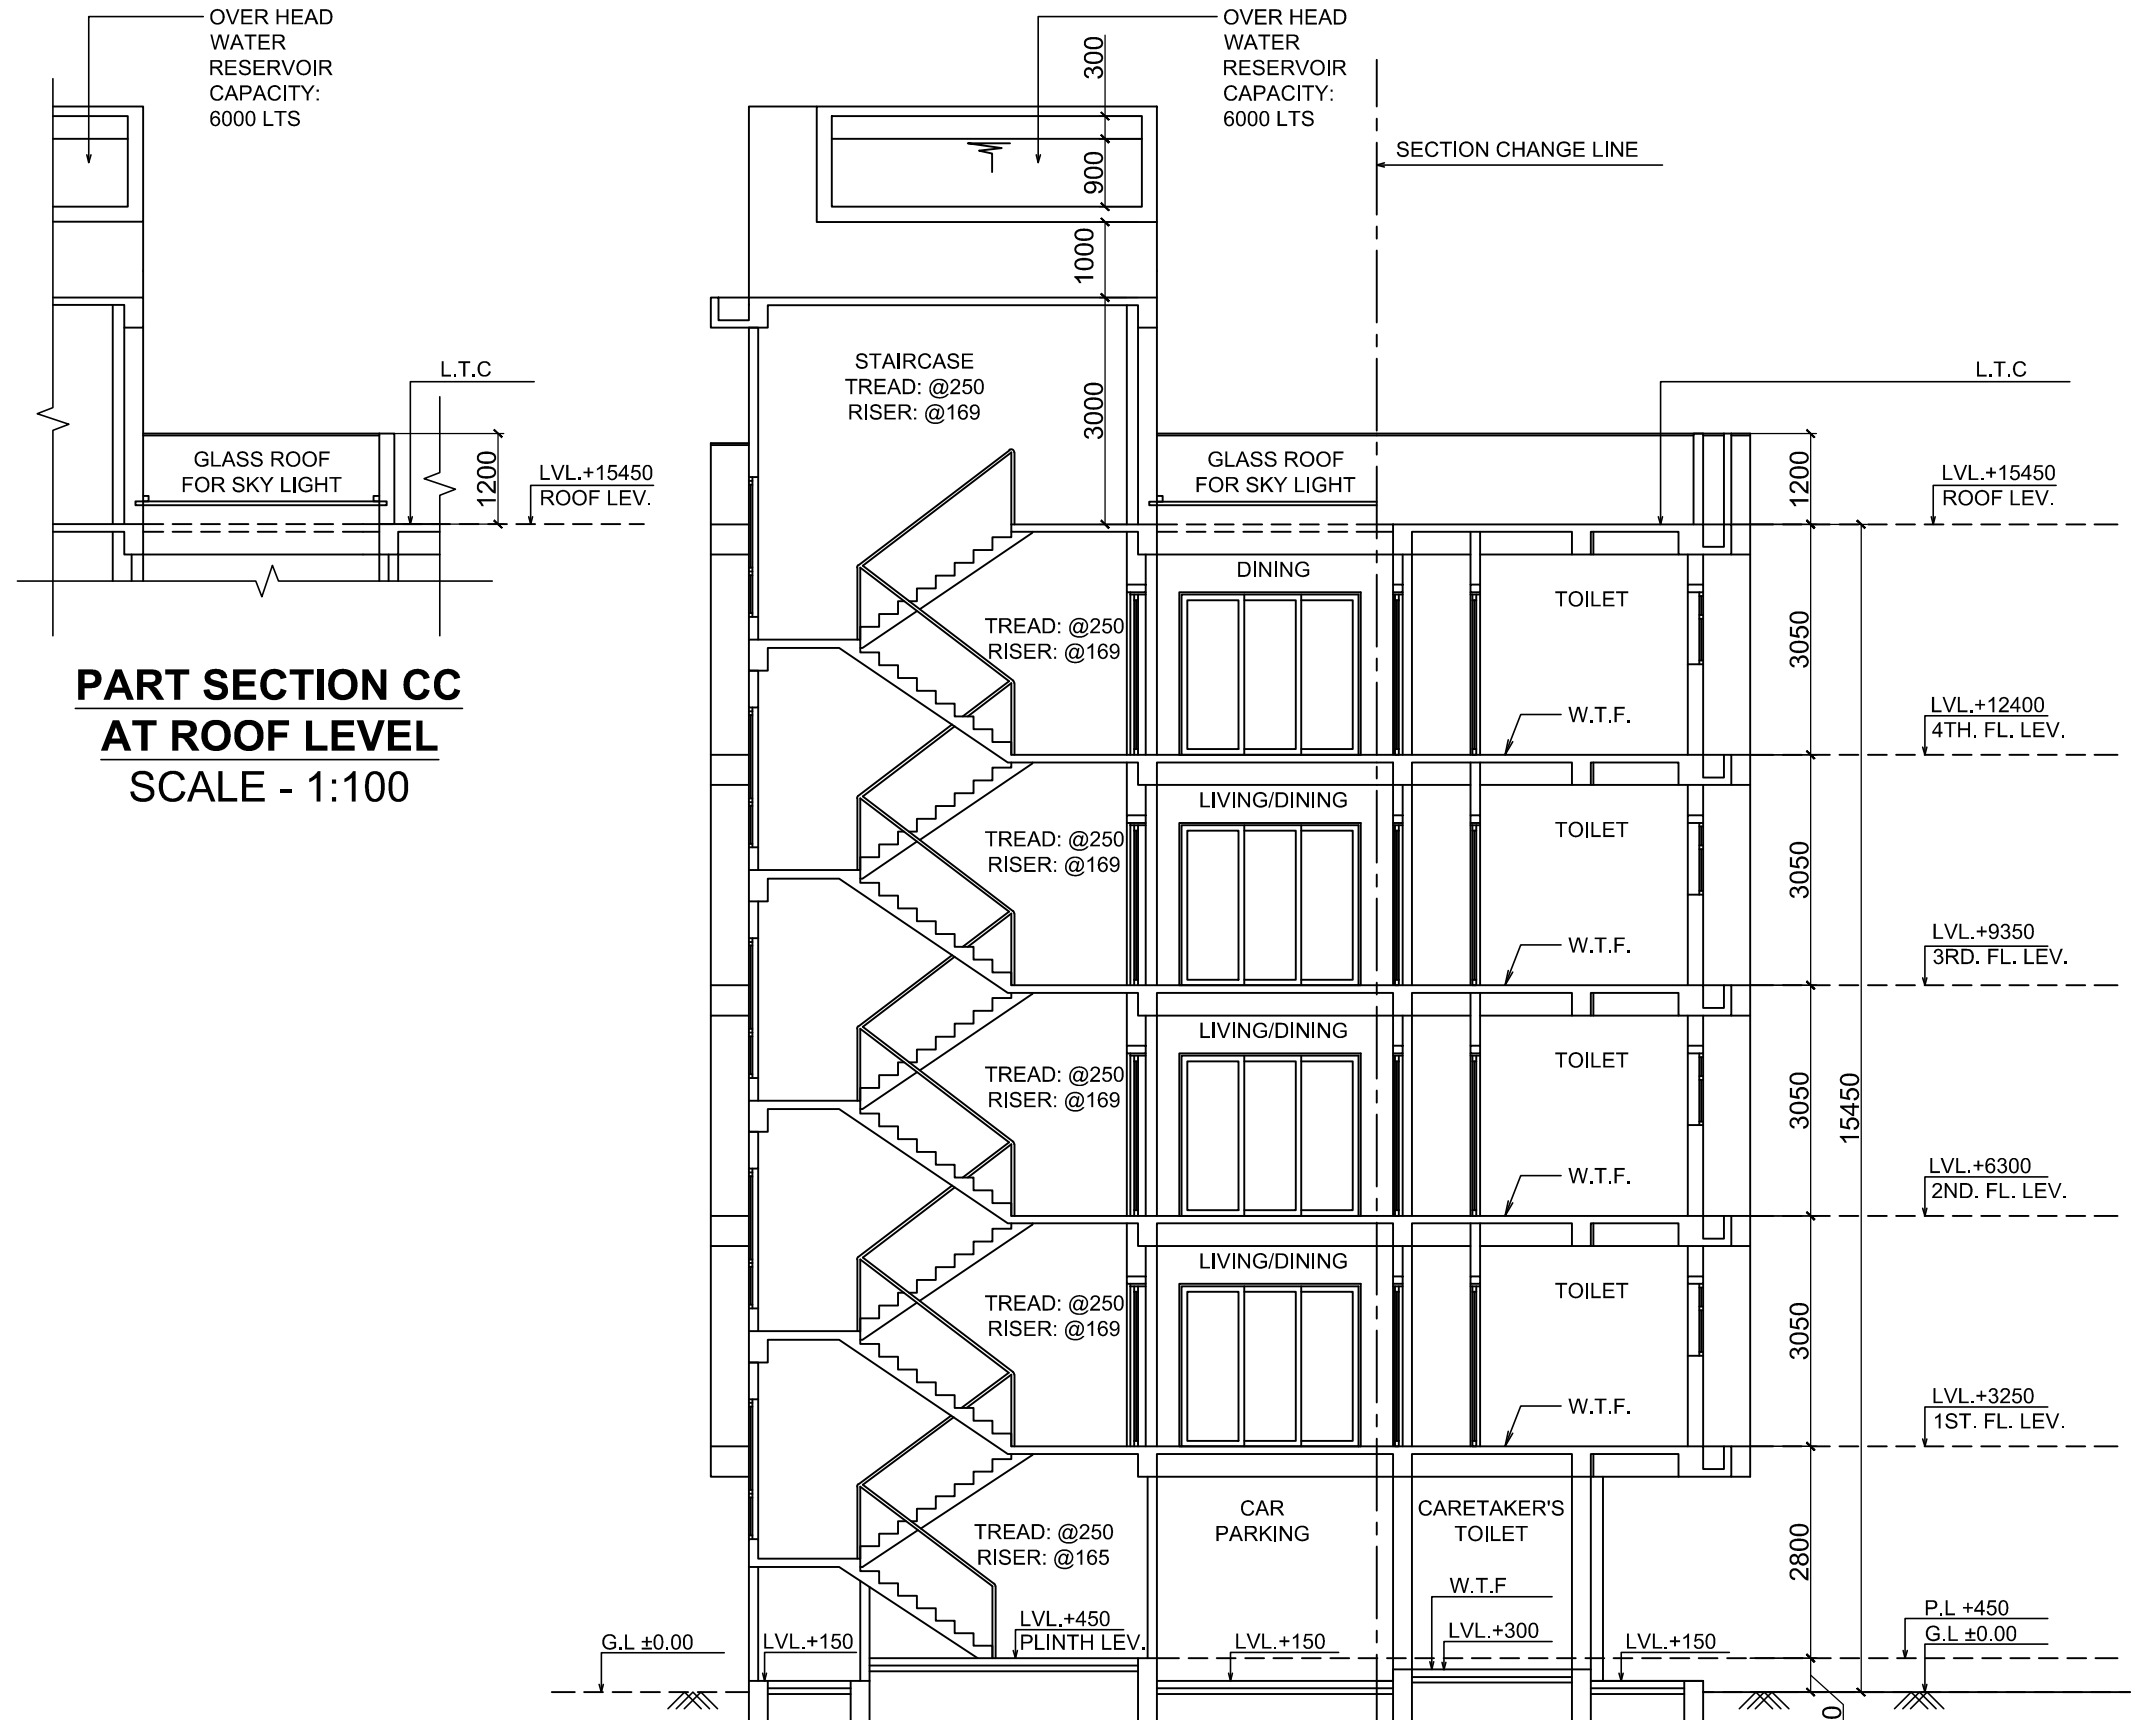 OVER HEAD
WATER
RESERVOIR
CAPACITY:
6000 LTS
L.T.C
GLASS ROOF
FOR SKY LIGHT
1200
LVL.+15450
ROOF LEV.
PART SECTION CC
AT ROOF LEVEL
SCALE - 1:100
OVER HEAD
WATER
RESERVOIR
CAPACITY:
6000 LTS
SECTION CHANGE LINE
300
900
1000
3000
STAIRCASE
TREAD: @250
RISER: @169
L.T.C
GLASS ROOF
FOR SKY LIGHT
1200
LVL.+15450
ROOF LEV.
DINING
TOILET
TREAD: @250
RISER: @169
3050
W.T.F.
LVL.+12400
4TH. FL. LEV.
LIVING/DINING
TOILET
TREAD: @250
RISER: @169
3050
W.T.F.
LVL.+9350
3RD. FL. LEV.
LIVING/DINING
TOILET
TREAD: @250
RISER: @169
3050
15450
W.T.F.
LVL.+6300
2ND. FL. LEV.
LIVING/DINING
TOILET
TREAD: @250
RISER: @169
3050
W.T.F.
LVL.+3250
1ST. FL. LEV.
CAR
PARKING
CARETAKER'S
TOILET
TREAD: @250
RISER: @165
2800
W.T.F
LVL.+450
PLINTH LEV.
LVL.+300
P.L +450
G.L ±0.00
G.L ±0.00
LVL.+150
LVL.+150
LVL.+150